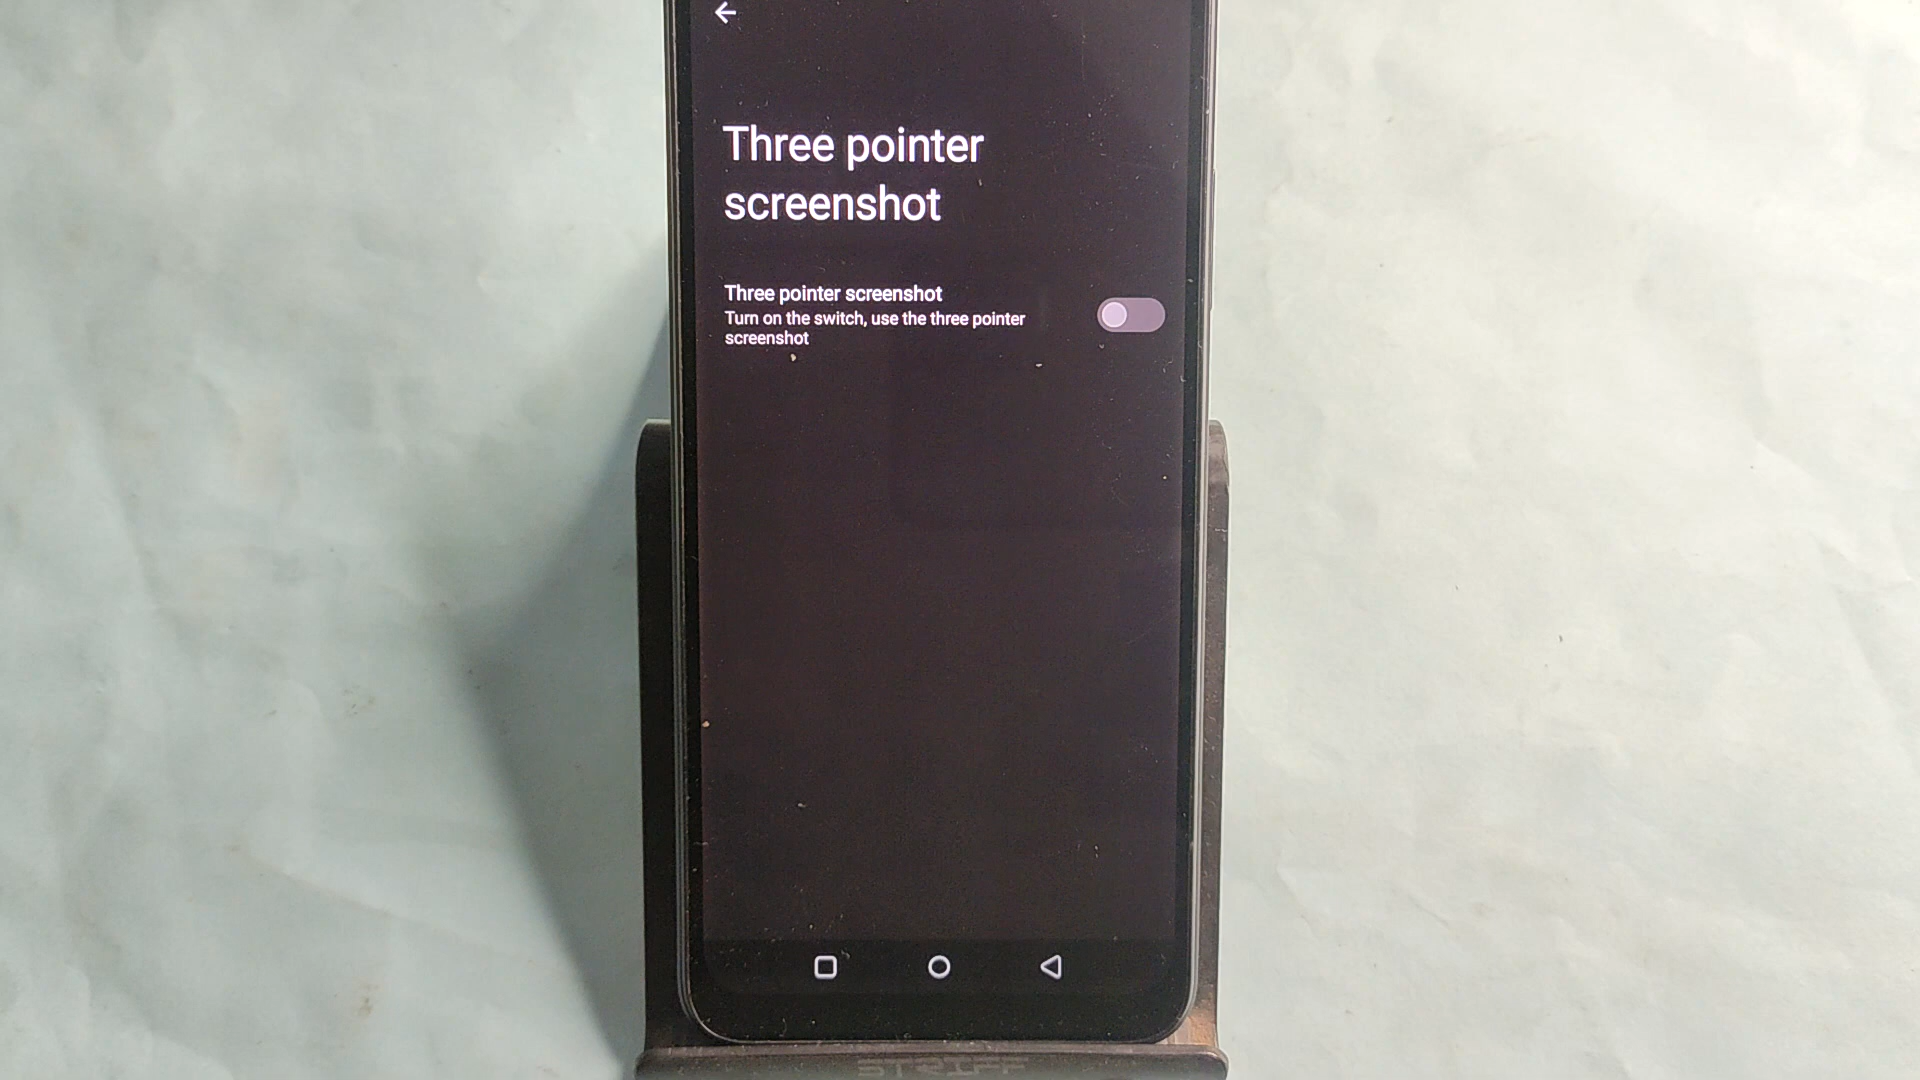 Three pointer
screenshot
Three pointer screenshot
Turn on the switch, use the three pointer
screenshot